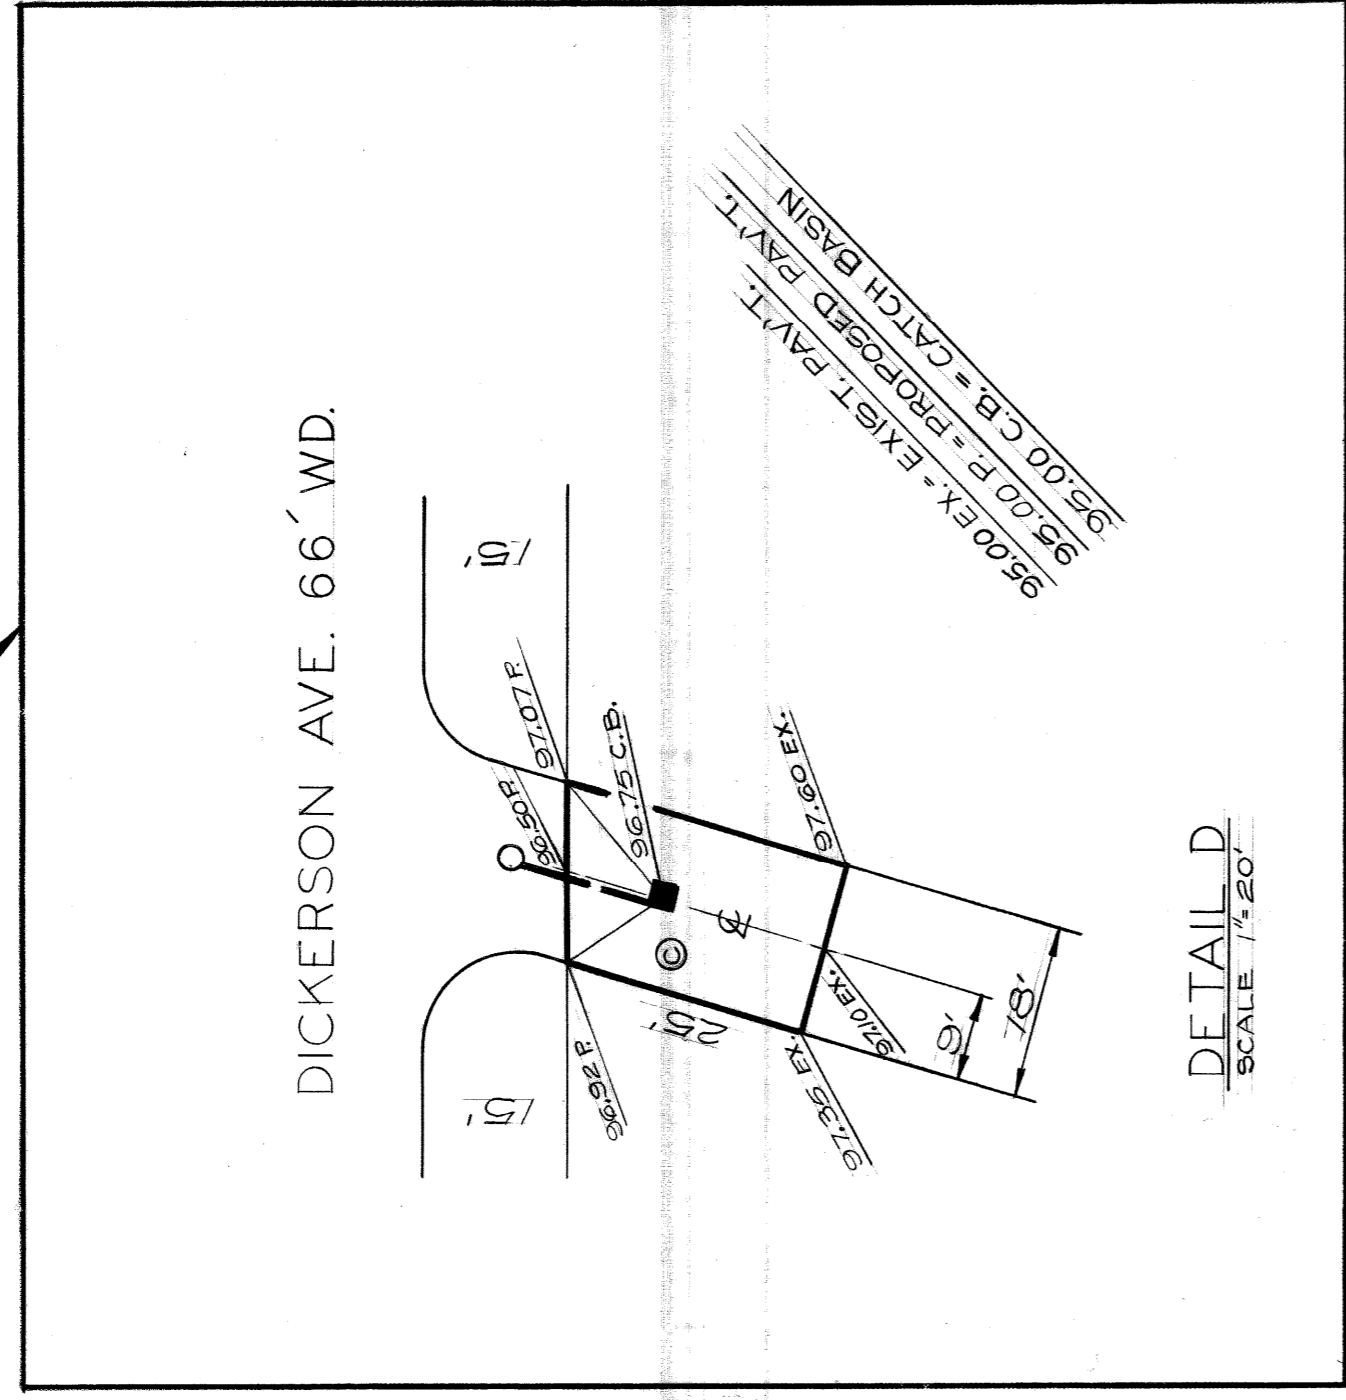 DICKERSON AVE. 66' WD.
15'
15'
97.07 P.
96.50 P.
96.75 C.B.
96.92 P.
97.60 EX.
97.10 EX.
97.35 EX.
C
℄
25'
9'
18'
95.00 EX. = EXIST. PAV'T.
95.00 P. = PROPOSED PAV'T.
95.00 C.B. = CATCH BASIN
DETAIL D
SCALE 1"=20'